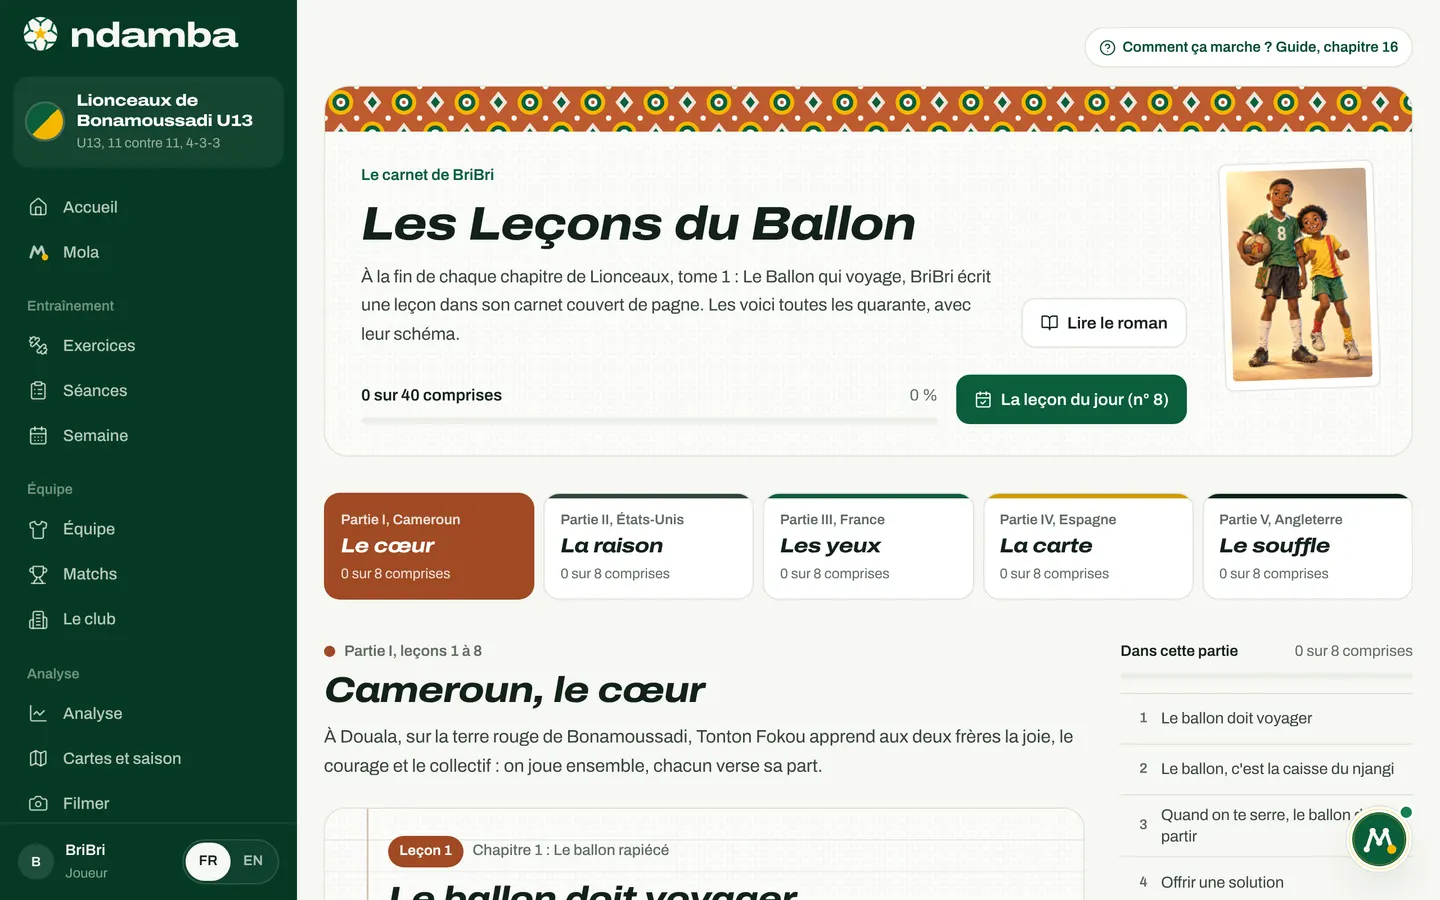 ndamba
Lionceaux de
Bonamoussadi U13
U13, 11 contre 11, 4-3-3
Accueil
Mola
Entraînement
Exercices
Séances
Semaine
Équipe
Équipe
Matchs
Le club
Analyse
Analyse
Cartes et saison
Filmer
B
BriBri
Joueur
FR
EN
Comment ça marche ? Guide, chapitre 16
Le carnet de BriBri
Les Leçons du Ballon
À la fin de chaque chapitre de Lionceaux, tome 1 : Le Ballon qui voyage, BriBri écrit
une leçon dans son carnet couvert de pagne. Les voici toutes les quarante, avec
leur schéma.
Lire le roman
0 sur 40 comprises
0 %
La leçon du jour (n° 8)
8
Partie I, Cameroun
Le cœur
0 sur 8 comprises
Partie II, États-Unis
La raison
0 sur 8 comprises
Partie III, France
Les yeux
0 sur 8 comprises
Partie IV, Espagne
La carte
0 sur 8 comprises
Partie V, Angleterre
Le souffle
0 sur 8 comprises
Partie I, leçons 1 à 8
Cameroun, le cœur
À Douala, sur la terre rouge de Bonamoussadi, Tonton Fokou apprend aux deux frères la joie, le
courage et le collectif : on joue ensemble, chacun verse sa part.
Leçon 1
Chapitre 1 : Le ballon rapiécé
Le ballon doit voyager
Dans cette partie
0 sur 8 comprises
1 Le ballon doit voyager
2 Le ballon, c'est la caisse du njangi
3 Quand on te serre, le ballon
partir
4 Offrir une solution
M